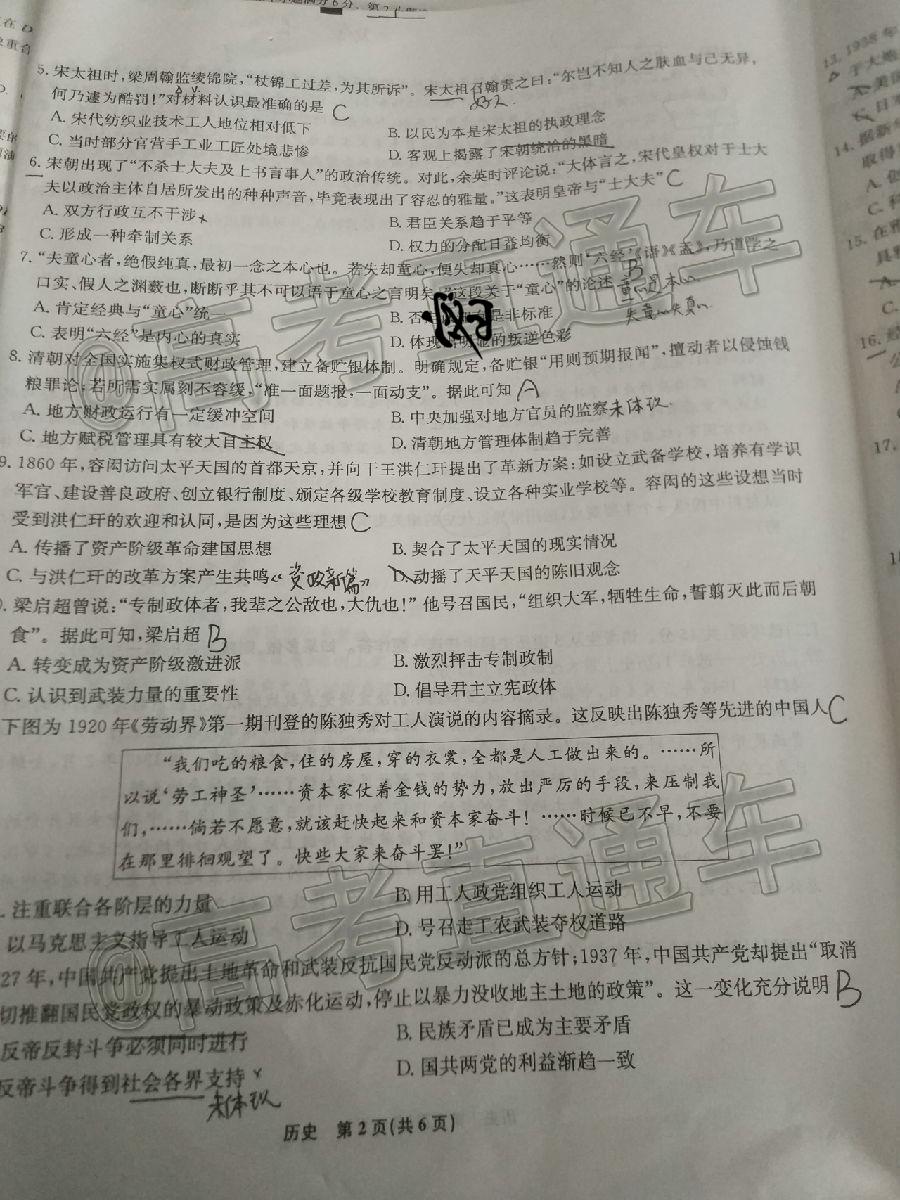 5. 宋太祖时,梁周翰监绫锦院,“杖锦工过差,为其所诉”。宋太祖召翰责之曰:“尔岂不知人之肤血与己无异,
何乃遽为酷罚!”对材料认识最准确的是 C
A. 宋代纺织业技术工人地位相对低下 B. 以民为本是宋太祖的执政理念
C. 当时部分官营手工业工匠处境悲惨 D. 客观上揭露了宋朝统治的黑暗
6. 宋朝出现了“不杀士大夫及上书言事人”的政治传统。对此,余英时评论说:“大体言之,宋代皇权对于士大
夫以政治主体自居所发出的种种声音,毕竟表现出了容忍的雅量。”这表明皇帝与“士大夫” C
A. 双方行政互不干涉 B. 君臣关系趋于平等
C. 形成一种牵制关系 D. 权力的分配日益均衡
7. “夫童心者,绝假纯真,最初一念之本心也。若失却童心,便失却真心……然则‘六经’《语》《孟》,乃道学之
口实、假人之渊薮也,断断乎其不可以语于童心之言明矣。”这段关于“童心”的论述 B
A. 肯定经典与“童心”统一 B. 否 是非标准
C. 表明“六经”是内心的真实 D. 体现 的叛逆色彩
8. 清朝对全国实施集权式财政管理,建立备贮银体制。明确规定,备贮银“用则预期报闻”,擅动者以侵蚀钱
粮罪论;若所需实属刻不容缓,“准一面题报,一面动支”。据此可知 A
A. 地方财政运行有一定缓冲空间 B. 中央加强对地方官员的监察 未体现
C. 地方赋税管理具有较大自主权 D. 清朝地方管理体制趋于完善
9. 1860年,容闳访问太平天国的首都天京,并向干王洪仁玕提出了革新方案:如设立武备学校,培养有学识
军官、建设善良政府、创立银行制度、颁定各级学校教育制度、设立各种实业学校等。容闳的这些设想当时
受到洪仁玕的欢迎和认同,是因为这些理想 C
A. 传播了资产阶级革命建国思想 B. 契合了太平天国的现实情况
C. 与洪仁玕的改革方案产生共鸣《资政新篇》 D. 动摇了天平天国的陈旧观念
. 梁启超曾说:“专制政体者,我辈之公敌也,大仇也!”他号召国民,“组织大军,牺牲生命,誓剪灭此而后朝
食”。据此可知,梁启超 B
A. 转变成为资产阶级激进派 B. 激烈抨击专制政制
C. 认识到武装力量的重要性 D. 倡导君主立宪政体
下图为1920年《劳动界》第一期刊登的陈独秀对工人演说的内容摘录。这反映出陈独秀等先进的中国人 C
“我们吃的粮食,住的房屋,穿的衣裳,全都是人工做出来的。……所
以说‘劳工神圣’……资本家仗着金钱的势力,放出严厉的手段,来压制我
们,……倘若不愿意,就该赶快起来和资本家奋斗!……时候已不早,不要
在那里徘徊观望了。快些大家来奋斗罢!”
. 注重联合各阶层的力量 B. 用工人政党组织工人运动
以马克思主义指导工人运动 D. 号召走工农武装夺权道路
27年,中国共产党提出土地革命和武装反抗国民党反动派的总方针;1937年,中国共产党却提出“取消
切推翻国民党政权的暴动政策及赤化运动,停止以暴力没收地主土地的政策”。这一变化充分说明 B
反帝反封斗争必须同时进行 B. 民族矛盾已成为主要矛盾
反帝斗争得到社会各界支持 D. 国共两党的利益渐趋一致
未体现
历史 第2页(共6页)
@高考直通车
@高考直通车